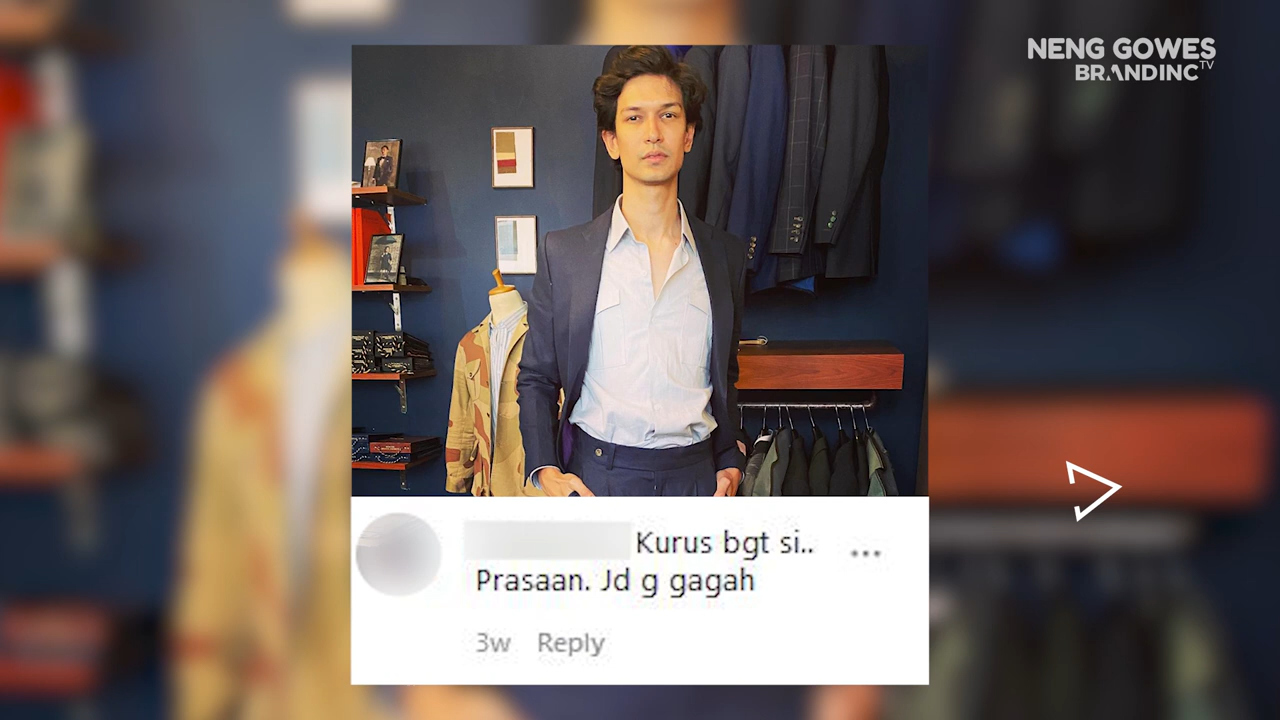 NENG GOWES
BRANDINC TV
Kurus bgt si..
Prasaan. Jd g gagah
3w Reply